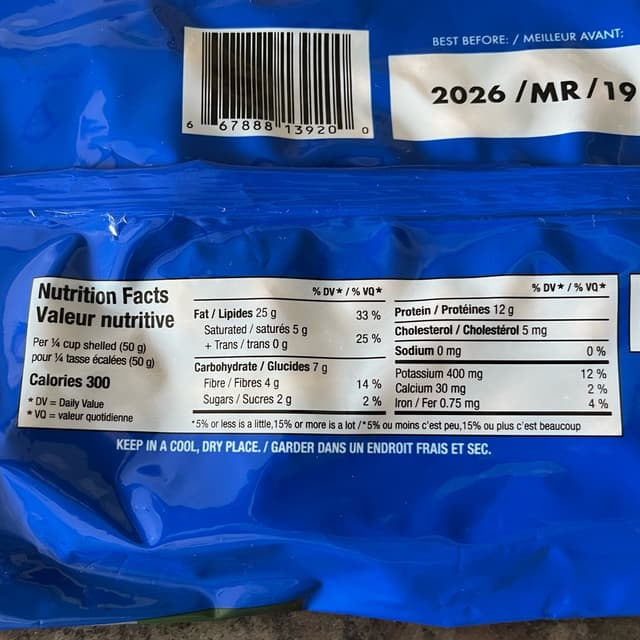 BEST BEFORE: / MEILLEUR AVANT:
2026 /MR/19
6 67888 13920 0
Nutrition Facts
Valeur nutritive
Per ¼ cup shelled (50 g)
pour ¼ tasse écalées (50 g)
Calories 300
* DV = Daily Value
* VQ = valeur quotidienne
% DV* / % VQ*
Fat / Lipides 25 g 33 %
Saturated / saturés 5 g
+ Trans / trans 0 g 25 %
Carbohydrate / Glucides 7 g
Fibre / Fibres 4 g 14 %
Sugars / Sucres 2 g 2 %
% DV* / % VQ*
Protein / Protéines 12 g
Cholesterol / Cholestérol 5 mg
Sodium 0 mg 0 %
Potassium 400 mg 12 %
Calcium 30 mg 2 %
Iron / Fer 0.75 mg 4 %
*5% or less is a little,15% or more is a lot /*5% ou moins c'est peu,15% ou plus c'est beaucoup
KEEP IN A COOL, DRY PLACE. / GARDER DANS UN ENDROIT FRAIS ET SEC.